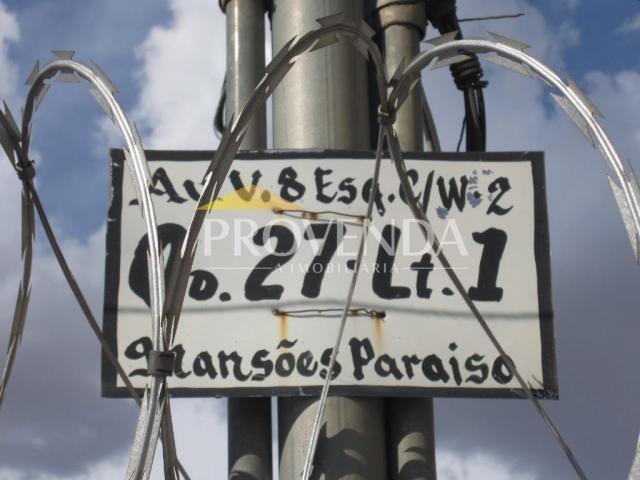 Av. V. 8 Esq. C/W-2
Qd. 27 Lt. 1
Mansões Paraiso
PROVENDA
A IMOBILIÁRIA